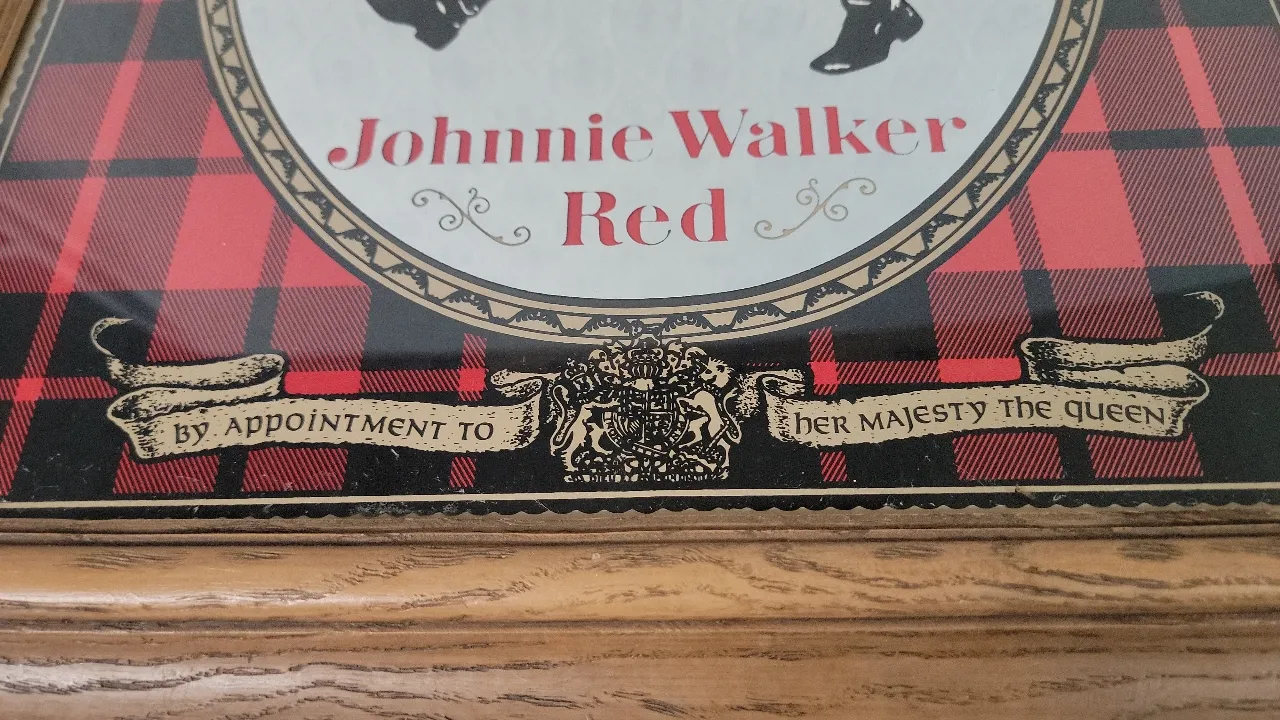 Johnnie Walker
Red
BY APPOINTMENT TO
HER MAJESTY THE QUEEN